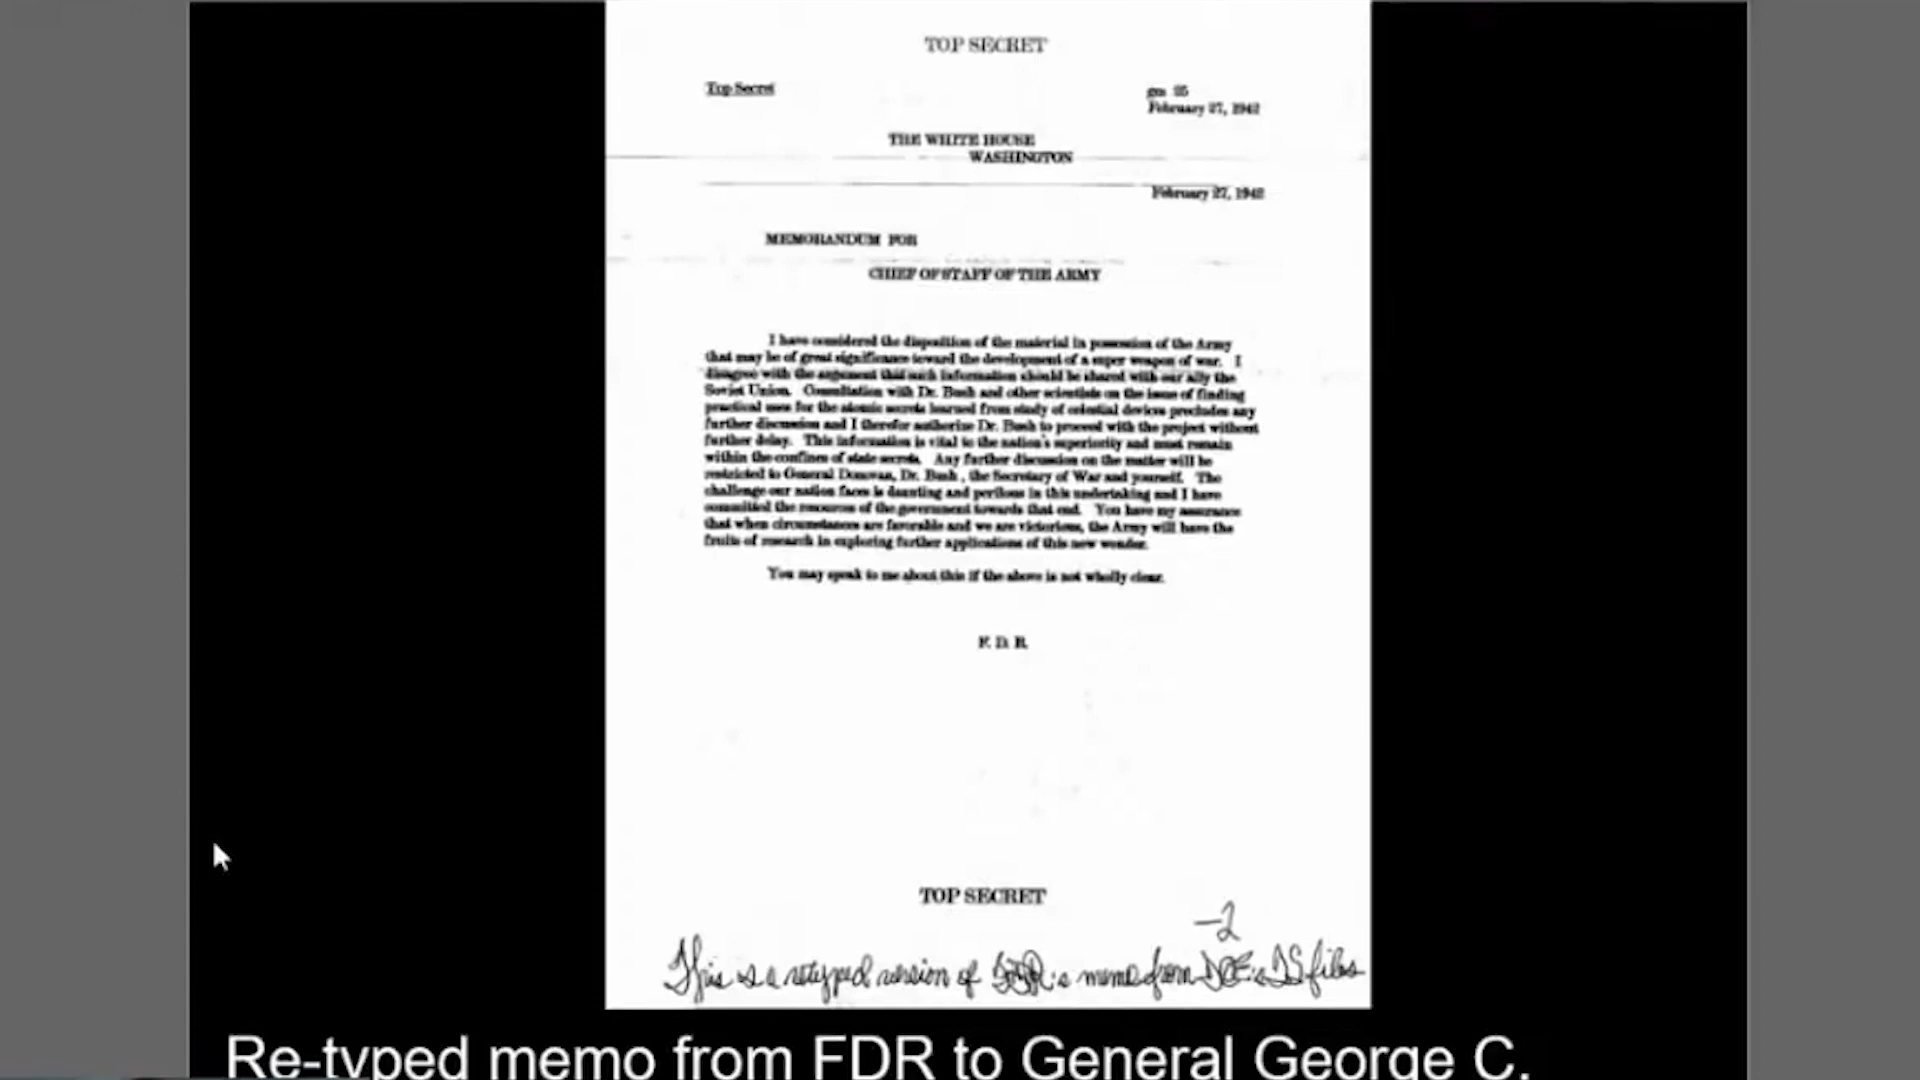 TOP SECRET
Top Secret
February 27, 1942
THE WHITE HOUSE
WASHINGTON
February 27, 1942
MEMORANDUM FOR
CHIEF OF STAFF OF THE ARMY
I have considered the disposition of the material in possession of the Army
that may be of great significance toward the development of a super weapon of war. I
disagree with the argument that such information should be shared with our ally the
Soviet Union. Consultation with Dr. Bush and other scientists on the issue of finding
practical uses for the atomic secrets learned from study of celestial devices precludes any
further discussion and I therefor authorize Dr. Bush to proceed with the project without
further delay. This information is vital to the nation's superiority and must remain
within the confines of state secrets. Any further discussion on the matter will be
restricted to General Donovan, Dr. Bush, the Secretary of War and yourself. The
challenge our nation faces is daunting and perilous in this undertaking and I have
committed the resources of the government towards that end. You have my assurance
that when circumstances are favorable and we are victorious, the Army will have the
fruits of research in exploring further applications of this new wonder.
You may speak to me about this if the above is not wholly clear.
F. D. R.
TOP SECRET
-2
This is a retyped version of FDR's memo from DOE's TS files
Re-typed memo from FDR to General George C.